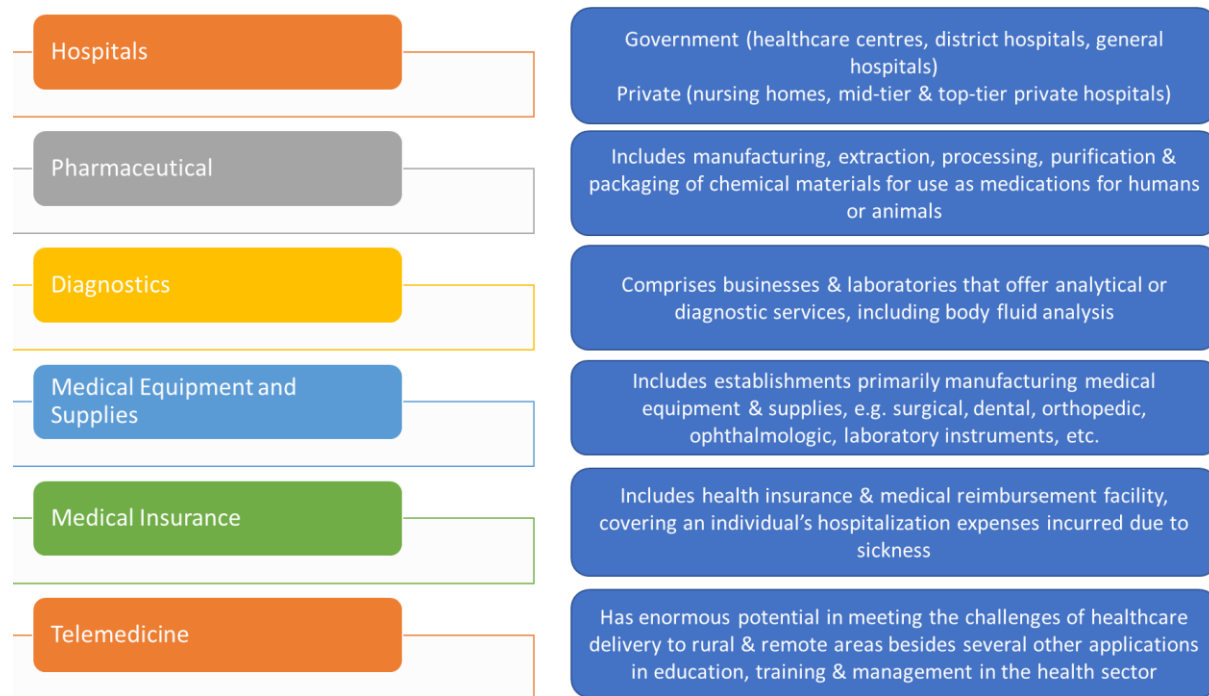 Hospitals
Government (healthcare centres, district hospitals, general
hospitals)
Private (nursing homes, mid-tier & top-tier private hospitals)
Pharmaceutical
Includes manufacturing, extraction, processing, purification &
packaging of chemical materials for use as medications for humans
or animals
Diagnostics
Comprises businesses & laboratories that offer analytical or
diagnostic services, including body fluid analysis
Medical Equipment and
Supplies
Includes establishments primarily manufacturing medical
equipment & supplies, e.g. surgical, dental, orthopedic,
ophthalmologic, laboratory instruments, etc.
Medical Insurance
Includes health insurance & medical reimbursement facility,
covering an individual’s hospitalization expenses incurred due to
sickness
Telemedicine
Has enormous potential in meeting the challenges of healthcare
delivery to rural & remote areas besides several other applications
in education, training & management in the health sector